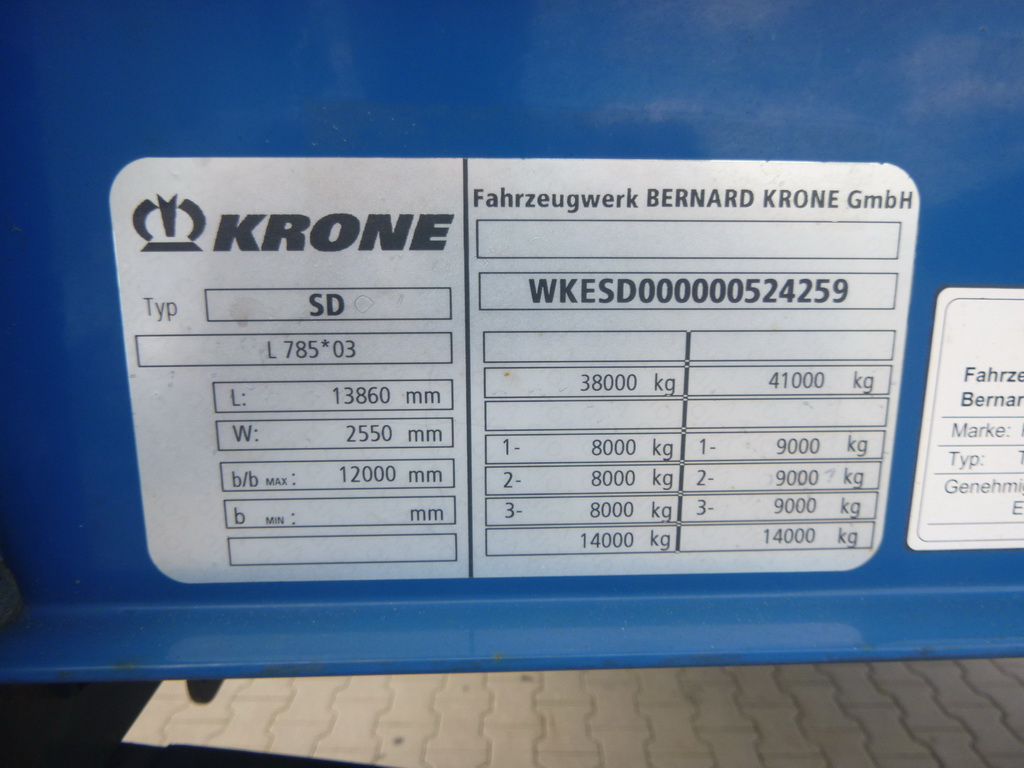 KRONE
Typ SD
L 785*03
L: 13860 mm
W: 2550 mm
b/b MAX : 12000 mm
b MIN : mm
Fahrzeugwerk BERNARD KRONE GmbH
WKESD000000524259
38000 kg 41000 kg
1- 8000 kg 1- 9000 kg
2- 8000 kg 2- 9000 kg
3- 8000 kg 3- 9000 kg
14000 kg 14000 kg
Fahrze
Bernar
Marke:
Typ: T
Genehmig
E